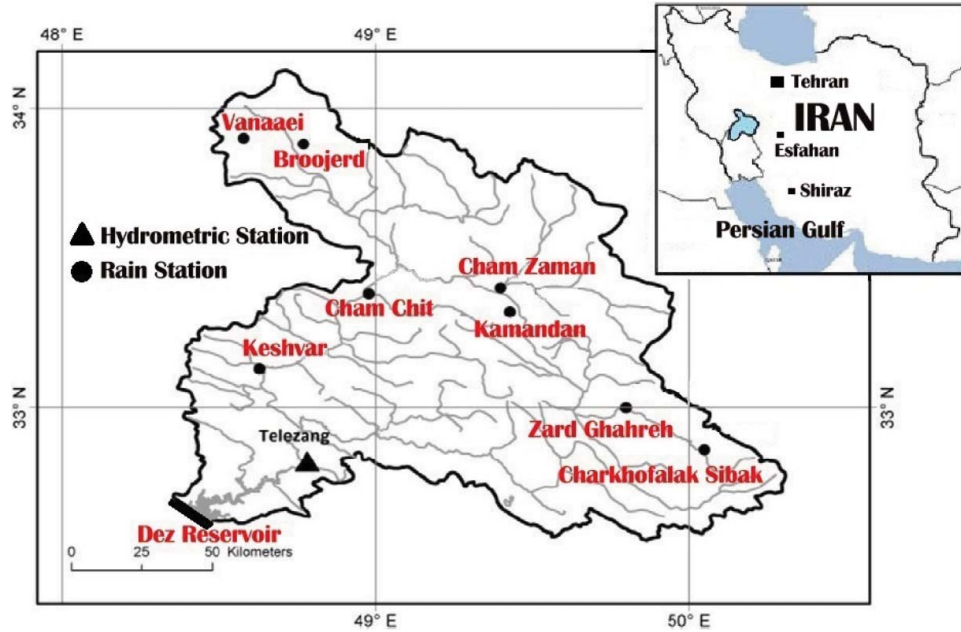 48° E
49° E
34° N
Vanaaei
Broojerd
Tehran
IRAN
Esfahan
Shiraz
Persian Gulf
Hydrometric Station
Rain Station
Cham Zaman
Cham Chit
Kamandan
Keshvar
33° N
33° N
Telezang
Zard Ghahreh
Charkhofalak Sibak
Dez Reservoir
0 25 50 Kilometers
49° E
50° E